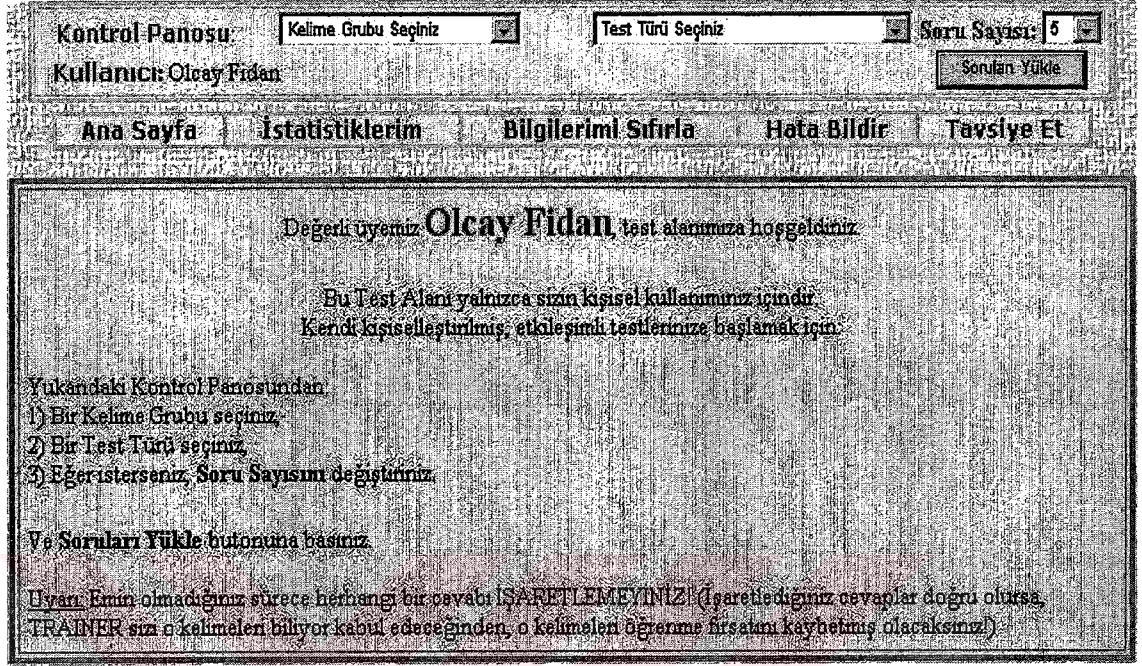 Kontrol Panosu: Kelime Grubu Seçiniz Test Türü Seçiniz Soru Sayısı: 5
Kullanıcı: Olcay Fidan Soruları Yükle
Ana Sayfa İstatistiklerim Bilgilerimi Sıfırla Hata Bildir Tavsiye Et
Değerli üyemiz Olcay Fidan, test alanımıza hoşgeldiniz.
Bu Test Alanı yalnızca sizin kişisel kullanımınız içindir.
Kendi kişiselleştirilmiş, etkileşimli testlerinize başlamak için:
Yukarıdaki Kontrol Panosundan;
1) Bir Kelime Grubu seçiniz,
2) Bir Test Türü seçiniz,
3) Eğer isterseniz, Soru Sayısını değiştiriniz.
Ve Soruları Yükle butonuna basınız.
Uyarı: Emin olmadığınız sürece herhangi bir cevabı İŞARETLEMEYİNİZ! (İşaretlediğiniz cevaplar doğru olursa,
TRAINER sizi o kelimeleri biliyor kabul edeceğinden, o kelimeleri öğrenme fırsatını kaybetmiş olacaksınız!)